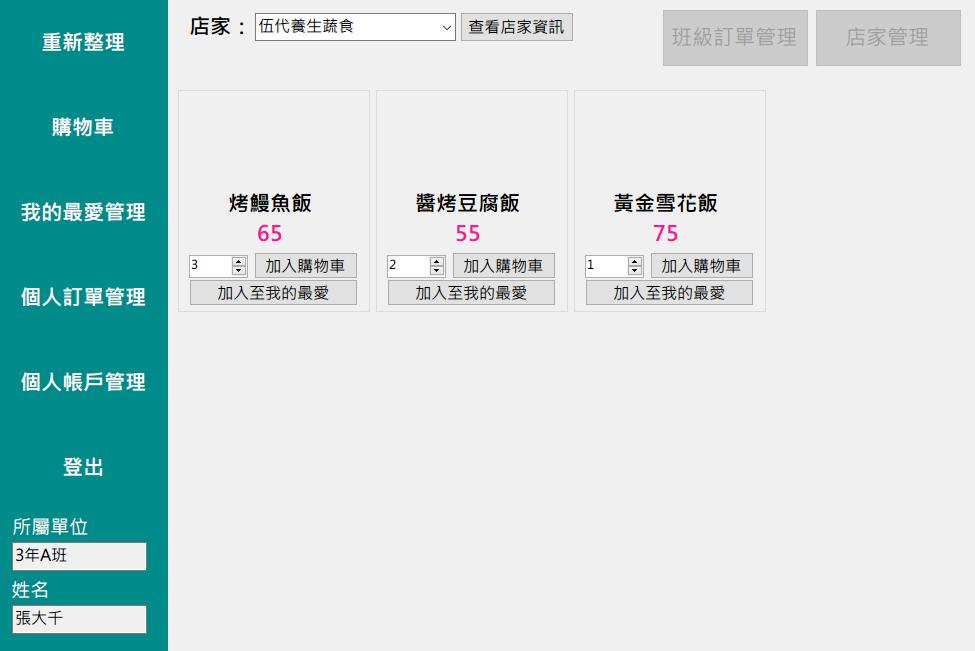 重新整理
購物車
我的最愛管理
個人訂單管理
個人帳戶管理
登出
所屬單位
3年A班
姓名
張大千
店家： 伍代養生蔬食 查看店家資訊 班級訂單管理 店家管理
烤鰻魚飯
65
3 加入購物車
加入至我的最愛
醬烤豆腐飯
55
2 加入購物車
加入至我的最愛
黃金雪花飯
75
1 加入購物車
加入至我的最愛